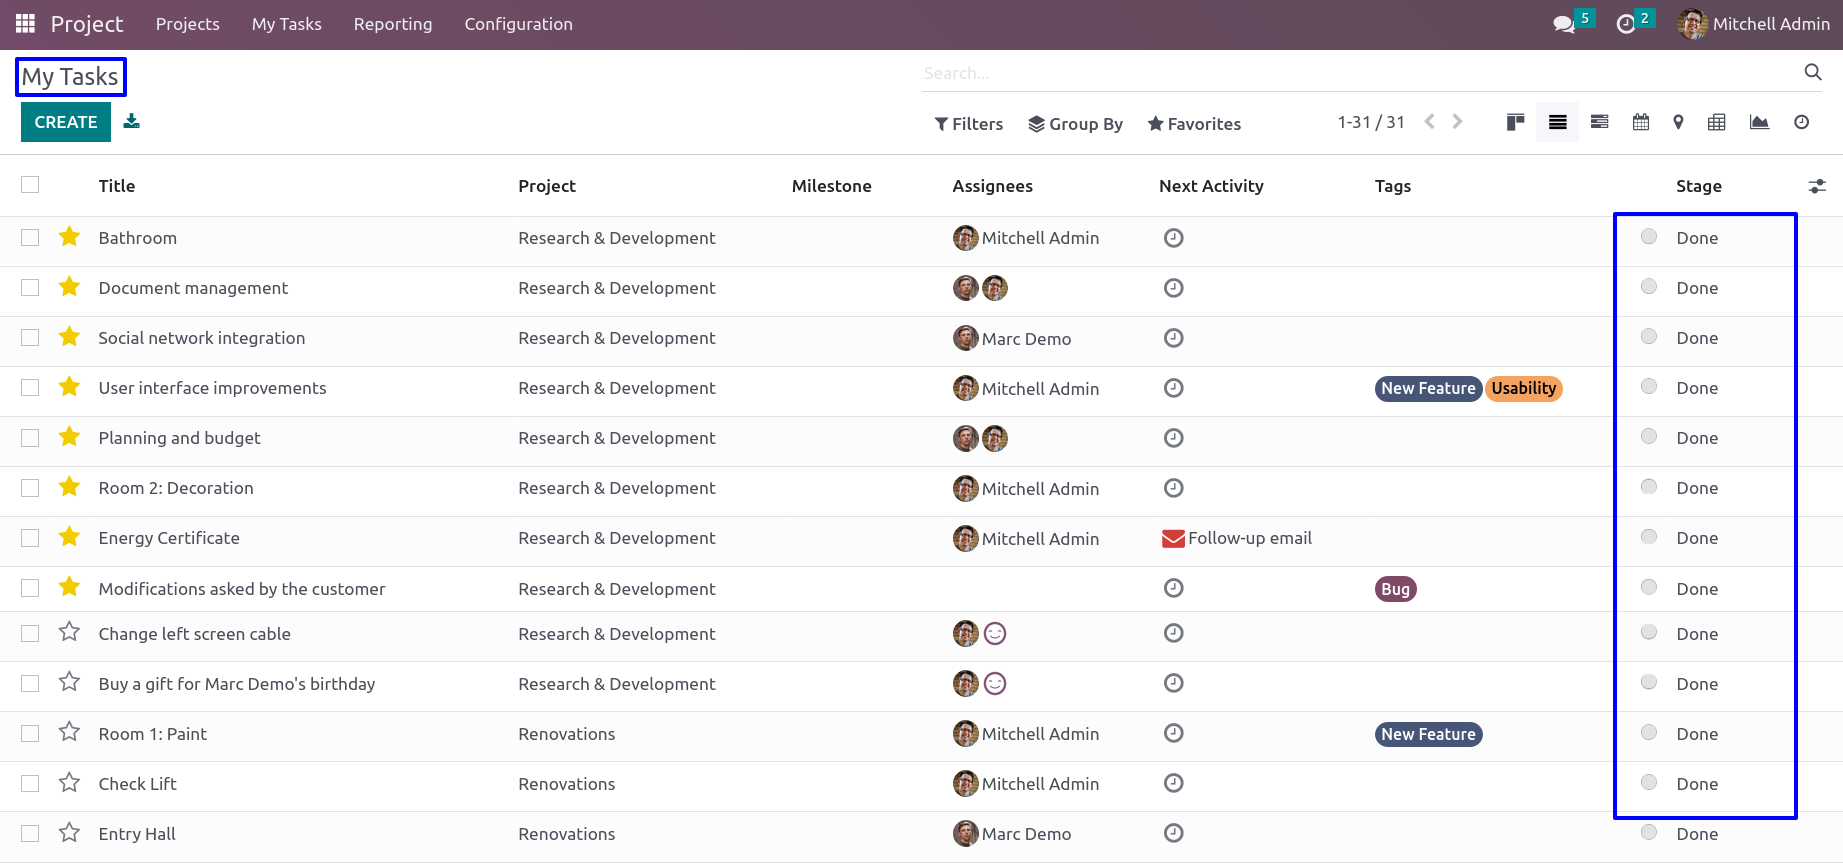 Project Projects My Tasks Reporting Configuration 5 2 Mitchell Admin
My Tasks Search...
CREATE Filters Group By Favorites 1-31 / 31
Title Project Milestone Assignees Next Activity Tags Stage
Bathroom Research & Development Mitchell Admin Done
Document management Research & Development Done
Social network integration Research & Development Marc Demo Done
User interface improvements Research & Development Mitchell Admin New Feature Usability Done
Planning and budget Research & Development Done
Room 2: Decoration Research & Development Mitchell Admin Done
Energy Certificate Research & Development Mitchell Admin Follow-up email Done
Modifications asked by the customer Research & Development Bug Done
Change left screen cable Research & Development Done
Buy a gift for Marc Demo's birthday Research & Development Done
Room 1: Paint Renovations Mitchell Admin New Feature Done
Check Lift Renovations Mitchell Admin Done
Entry Hall Renovations Marc Demo Done